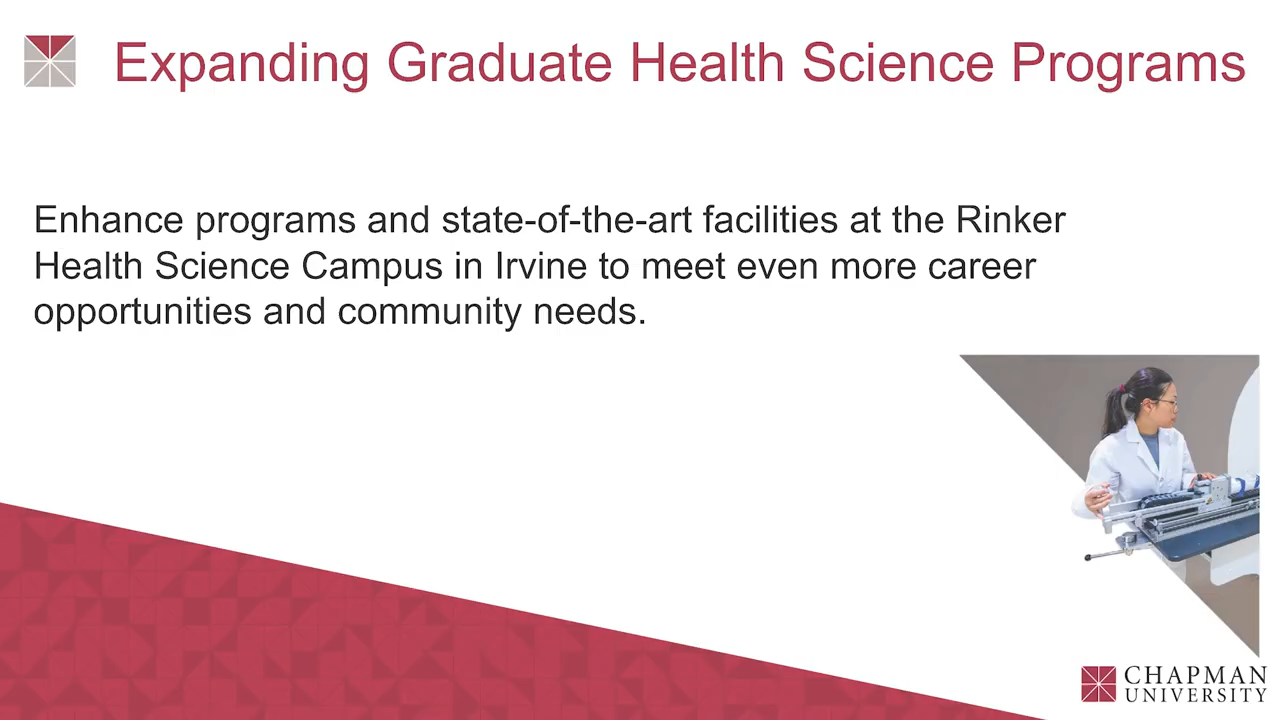 Expanding Graduate Health Science Programs
Enhance programs and state-of-the-art facilities at the Rinker
Health Science Campus in Irvine to meet even more career
opportunities and community needs.
CHAPMAN
UNIVERSITY